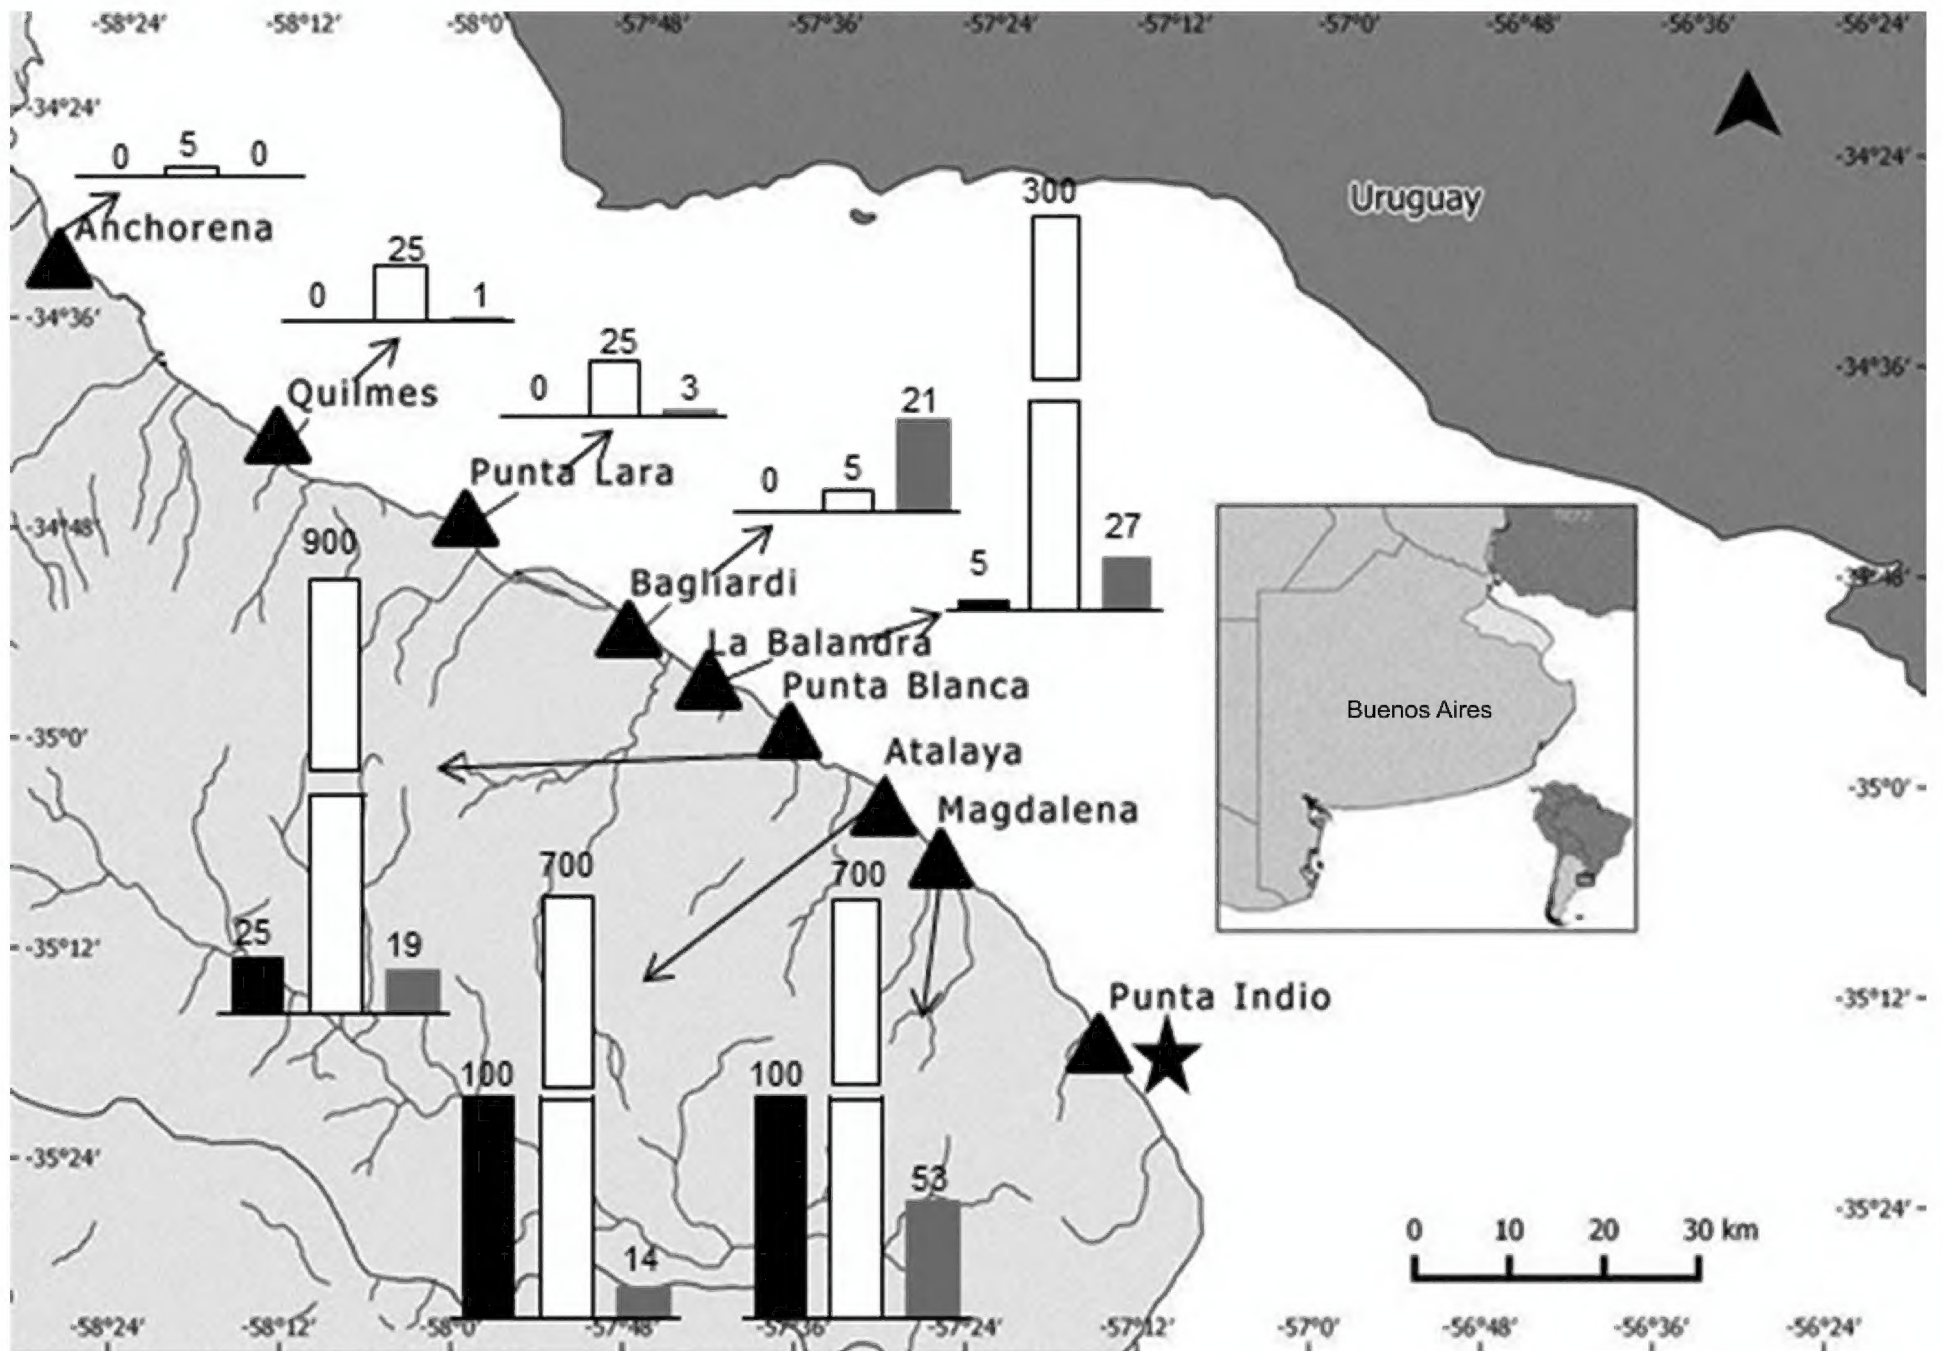 -58°24′ -58°12′ -58°0 -57°48′ -57°36′ -57°24′ -57°12′ -57°0′ -56°48′ -56°36′ -56°24′
-34°24′
-34°24′
0 5 0
Anchorena
300
Uruguay
25
0 1
-34°36′
25
-34°36′
Quilmes
0 3
21
Punta Lara
0 5
-34°48′
900
27
5
Bagliardi
-34°48′
La Balandra
Punta Blanca
Buenos Aires
-35°0′
Atalaya
-35°0′
Magdalena
700 700
25 19
-35°12′
Punta Indio
-35°12′
100 100
-35°24′
53
-35°24′
14
0 10 20 30 km
-58°24′ -58°12′ -58°0 -57°48′ -57°36′ -57°24′ -57°12′ -57°0′ -56°48′ -56°36′ -56°24′